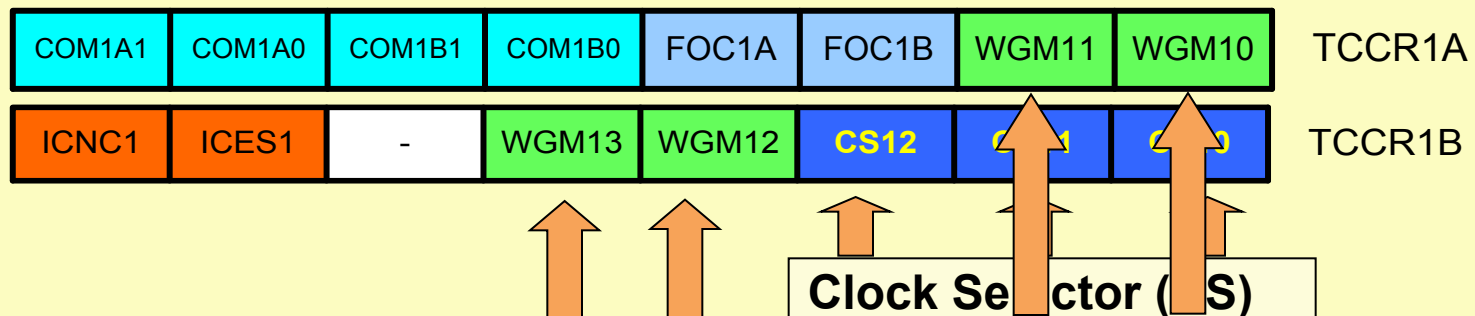 COM1A1 COM1A0 COM1B1 COM1B0 FOC1A FOC1B WGM11 WGM10 TCCR1A
ICNC1 ICES1 - WGM13 WGM12 CS12 TCCR1B
Clock